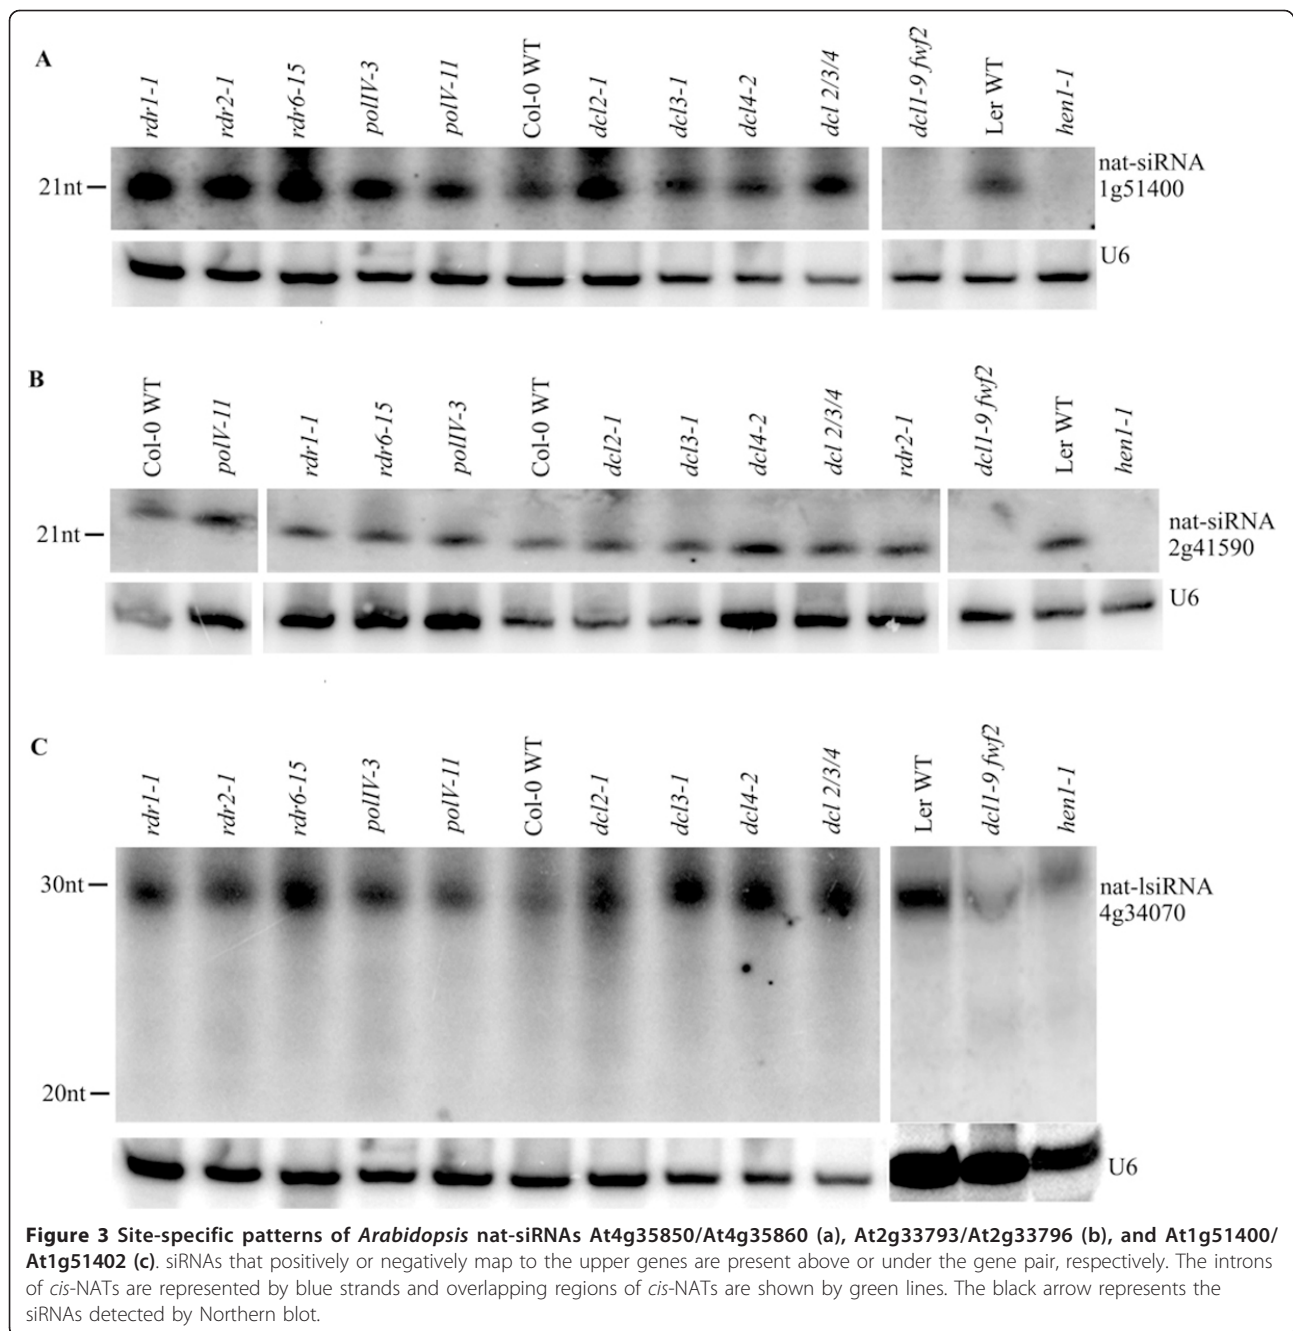 A
rdr1-1 rdr2-1 rdr6-15 polIV-3 polV-11 Col-0 WT dcl2-1 dcl3-1 dcl4-2 dcl 2/3/4 dcl1-9 fwf2 Ler WT hen1-1
21nt
nat-siRNA
1g51400
U6
B
Col-0 WT polV-11 rdr1-1 rdr6-15 polIV-3 Col-0 WT dcl2-1 dcl3-1 dcl4-2 dcl 2/3/4 rdr2-1 dcl1-9 fwf2 Ler WT hen1-1
21nt
nat-siRNA
2g41590
U6
C
rdr1-1 rdr2-1 rdr6-15 polIV-3 polV-11 Col-0 WT dcl2-1 dcl3-1 dcl4-2 dcl 2/3/4 Ler WT dcl1-9 fwf2 hen1-1
30nt
nat-lsiRNA
4g34070
20nt
U6
Figure 3 Site-specific patterns of Arabidopsis nat-siRNAs At4g35850/At4g35860 (a), At2g33793/At2g33796 (b), and At1g51400/
At1g51402 (c). siRNAs that positively or negatively map to the upper genes are present above or under the gene pair, respectively. The introns
of cis-NATs are represented by blue strands and overlapping regions of cis-NATs are shown by green lines. The black arrow represents the
siRNAs detected by Northern blot.